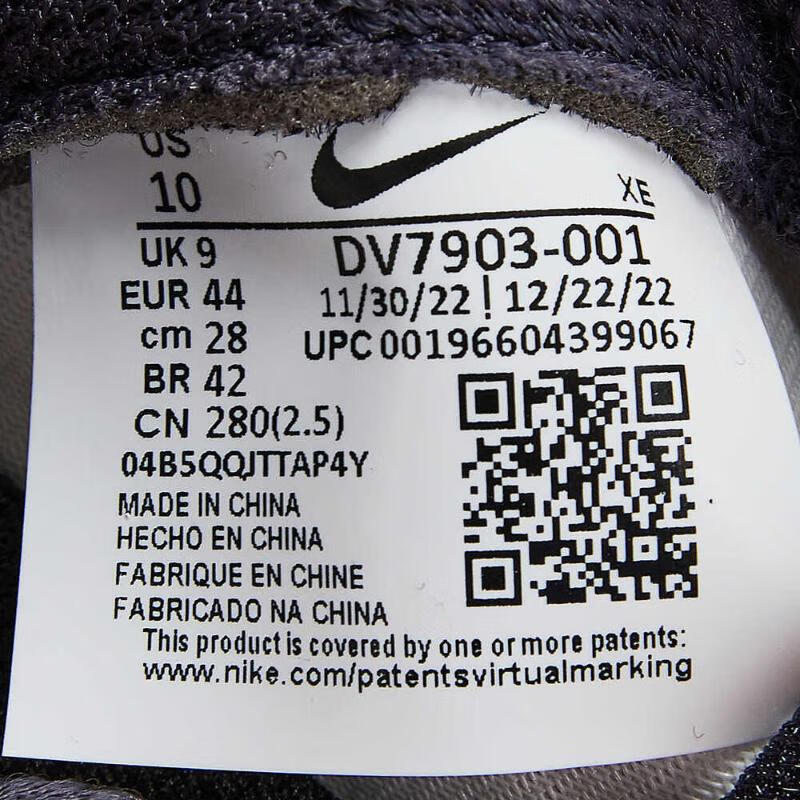 US
10
XE
UK 9
DV7903-001
EUR 44
11/30/22 | 12/22/22
cm 28
UPC 00196604399067
BR 42
CN 280(2.5)
04B5QQJTTAP4Y
MADE IN CHINA
HECHO EN CHINA
FABRIQUE EN CHINE
FABRICADO NA CHINA
This product is covered by one or more patents:
www.nike.com/patentsvirtualmarking